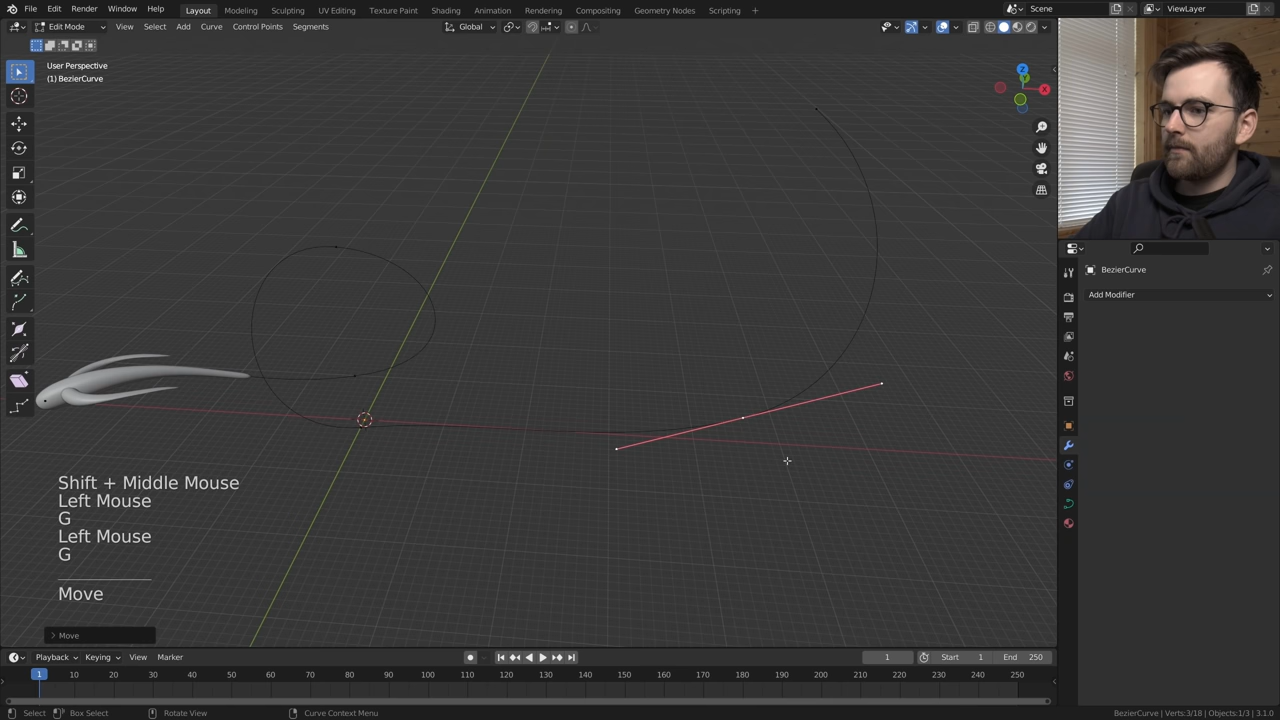 File Edit Render Window Help Layout Modeling Sculpting UV Editing Texture Paint Shading Animation Rendering Compositing Geometry Nodes Scripting + Scene ViewLayer
Edit Mode View Select Add Curve Control Points Segments Global
User Perspective
(1) BezierCurve
X
BezierCurve
Add Modifier
Shift + Middle Mouse
Left Mouse
G
Left Mouse
G
Move
Move
Playback Keying View Marker 1 Start 1 End 250
1 10 20 30 40 50 60 70 80 90 100 110 120 130 140 150 160 170 180 190 200 210 220 230 240 250
Select Box Select Rotate View Curve Context Menu BezierCurve | Verts:3/18 | Objects:1/3 | 3.1.0